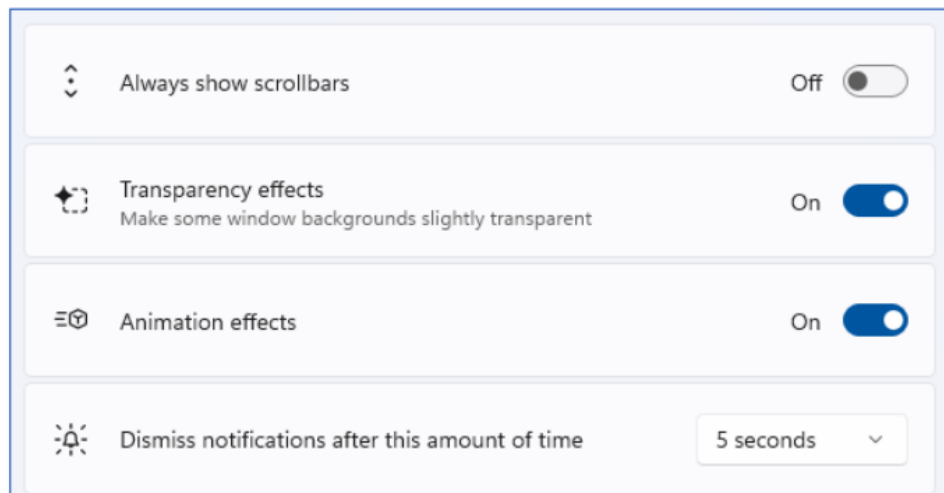 Always show scrollbars
Off
Transparency effects
Make some window backgrounds slightly transparent
On
Animation effects
On
Dismiss notifications after this amount of time
5 seconds